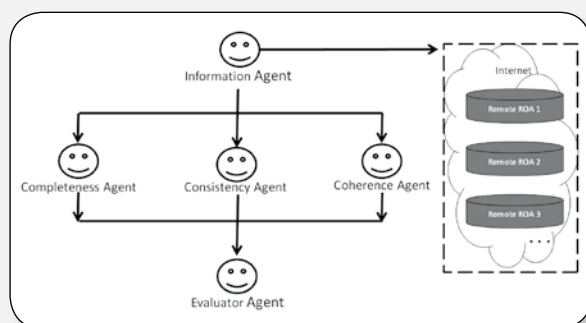 Information Agent
Internet
Remote ROA 1
Remote ROA 2
Remote ROA 3
...
Completeness Agent
Consistency Agent
Coherence Agent
Evaluator Agent